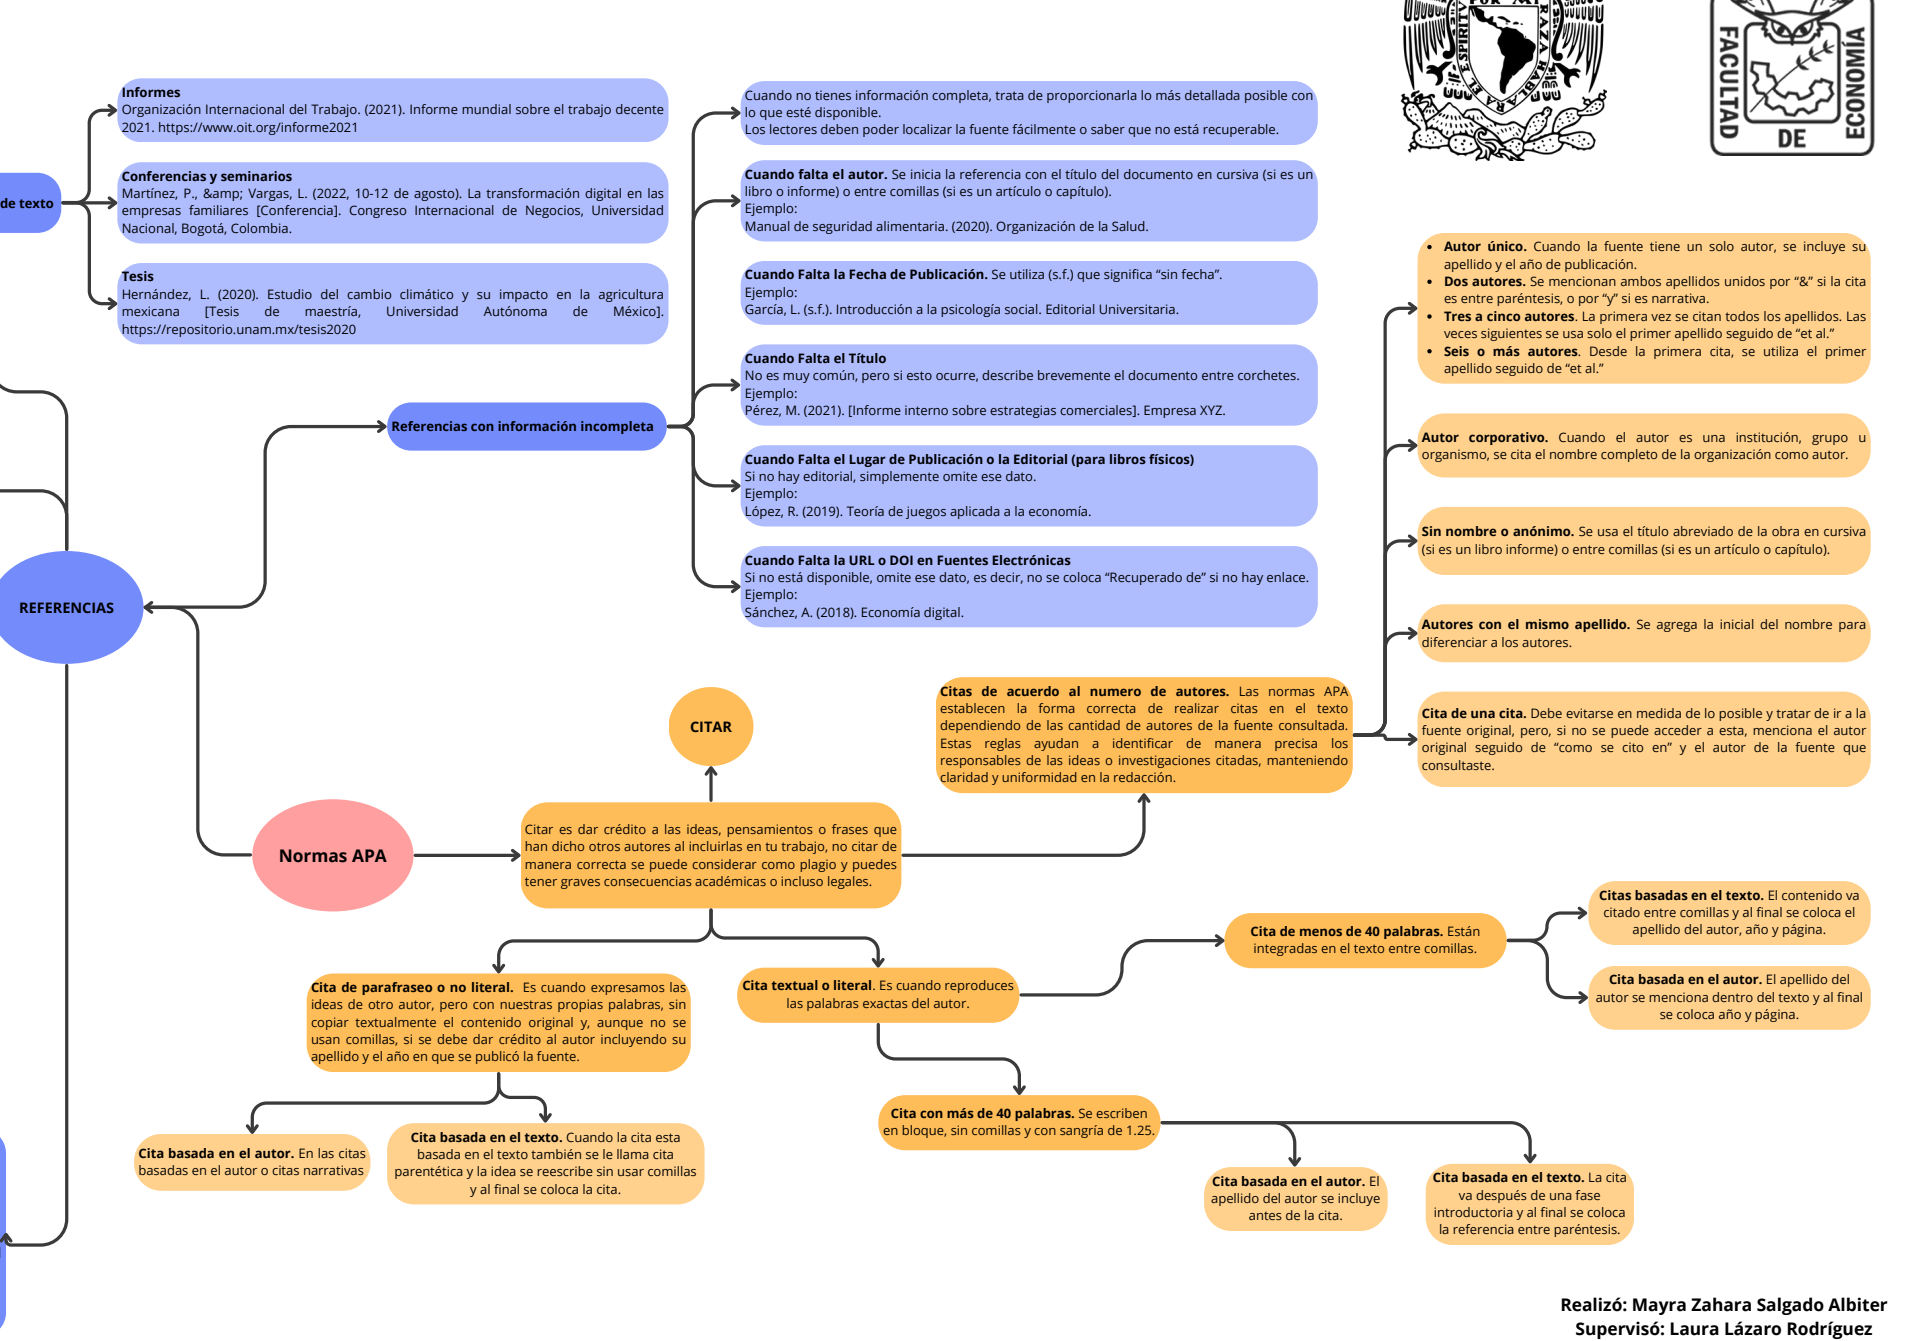 POR MI RAZA HABLARA EL ESPIRITU
FACULTAD
DE
ECONOMÍA
Informes
Organización Internacional del Trabajo. (2021). Informe mundial sobre el trabajo decente
2021. https://www.oit.org/informe2021
Conferencias y seminarios
Martínez, P., &amp; Vargas, L. (2022, 10-12 de agosto). La transformación digital en las
empresas familiares [Conferencia]. Congreso Internacional de Negocios, Universidad
Nacional, Bogotá, Colombia.
de texto
Tesis
Hernández, L. (2020). Estudio del cambio climático y su impacto en la agricultura
mexicana [Tesis de maestría, Universidad Autónoma de México].
https://repositorio.unam.mx/tesis2020
Referencias con información incompleta
Cuando no tienes información completa, trata de proporcionarla lo más detallada posible con
lo que esté disponible.
Los lectores deben poder localizar la fuente fácilmente o saber que no está recuperable.
Cuando falta el autor. Se inicia la referencia con el título del documento en cursiva (si es un
libro o informe) o entre comillas (si es un artículo o capítulo).
Ejemplo:
Manual de seguridad alimentaria. (2020). Organización de la Salud.
Cuando Falta la Fecha de Publicación. Se utiliza (s.f.) que significa “sin fecha”.
Ejemplo:
García, L. (s.f.). Introducción a la psicología social. Editorial Universitaria.
Cuando Falta el Título
No es muy común, pero si esto ocurre, describe brevemente el documento entre corchetes.
Ejemplo:
Pérez, M. (2021). [Informe interno sobre estrategias comerciales]. Empresa XYZ.
Cuando Falta el Lugar de Publicación o la Editorial (para libros físicos)
Si no hay editorial, simplemente omite ese dato.
Ejemplo:
López, R. (2019). Teoría de juegos aplicada a la economía.
Cuando Falta la URL o DOI en Fuentes Electrónicas
Si no está disponible, omite ese dato, es decir, no se coloca “Recuperado de” si no hay enlace.
Ejemplo:
Sánchez, A. (2018). Economía digital.
REFERENCIAS
Normas APA
CITAR
Citar es dar crédito a las ideas, pensamientos o frases que
han dicho otros autores al incluirlas en tu trabajo, no citar de
manera correcta se puede considerar como plagio y puedes
tener graves consecuencias académicas o incluso legales.
Citas de acuerdo al numero de autores. Las normas APA
establecen la forma correcta de realizar citas en el texto
dependiendo de las cantidad de autores de la fuente consultada.
Estas reglas ayudan a identificar de manera precisa los
responsables de las ideas o investigaciones citadas, manteniendo
claridad y uniformidad en la redacción.
• Autor único. Cuando la fuente tiene un solo autor, se incluye su
apellido y el año de publicación.
• Dos autores. Se mencionan ambos apellidos unidos por “&” si la cita
es entre paréntesis, o por “y” si es narrativa.
• Tres a cinco autores. La primera vez se citan todos los apellidos. Las
veces siguientes se usa solo el primer apellido seguido de “et al.”
• Seis o más autores. Desde la primera cita, se utiliza el primer
apellido seguido de “et al.”
Autor corporativo. Cuando el autor es una institución, grupo u
organismo, se cita el nombre completo de la organización como autor.
Sin nombre o anónimo. Se usa el título abreviado de la obra en cursiva
(si es un libro informe) o entre comillas (si es un artículo o capítulo).
Autores con el mismo apellido. Se agrega la inicial del nombre para
diferenciar a los autores.
Cita de una cita. Debe evitarse en medida de lo posible y tratar de ir a la
fuente original, pero, si no se puede acceder a esta, menciona el autor
original seguido de “como se cito en” y el autor de la fuente que
consultaste.
Cita de parafraseo o no literal. Es cuando expresamos las
ideas de otro autor, pero con nuestras propias palabras, sin
copiar textualmente el contenido original y, aunque no se
usan comillas, si se debe dar crédito al autor incluyendo su
apellido y el año en que se publicó la fuente.
Cita basada en el autor. En las citas
basadas en el autor o citas narrativas
Cita basada en el texto. Cuando la cita esta
basada en el texto también se le llama cita
parentética y la idea se reescribe sin usar comillas
y al final se coloca la cita.
Cita textual o literal. Es cuando reproduces
las palabras exactas del autor.
Cita de menos de 40 palabras. Están
integradas en el texto entre comillas.
Citas basadas en el texto. El contenido va
citado entre comillas y al final se coloca el
apellido del autor, año y página.
Cita basada en el autor. El apellido del
autor se menciona dentro del texto y al final
se coloca año y página.
Cita con más de 40 palabras. Se escriben
en bloque, sin comillas y con sangría de 1.25.
Cita basada en el autor. El
apellido del autor se incluye
antes de la cita.
Cita basada en el texto. La cita
va después de una fase
introductoria y al final se coloca
la referencia entre paréntesis.
Realizó: Mayra Zahara Salgado Albiter
Supervisó: Laura Lázaro Rodríguez